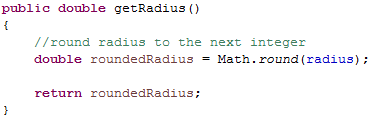 public double getRadius()
{
    //round radius to the next integer
    double roundedRadius = Math.round(radius);

    return roundedRadius;
}